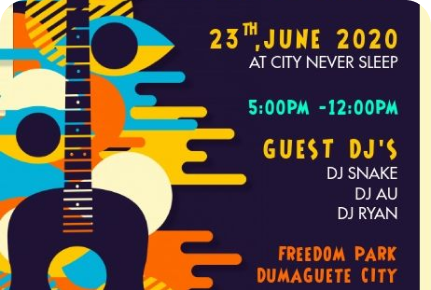 23TH,JUNE 2020
AT CITY NEVER SLEEP
5:00PM -12:00PM
GUEST DJ'S
DJ SNAKE
DJ AU
DJ RYAN
FREEDOM PARK
DUMAGUETE CITY